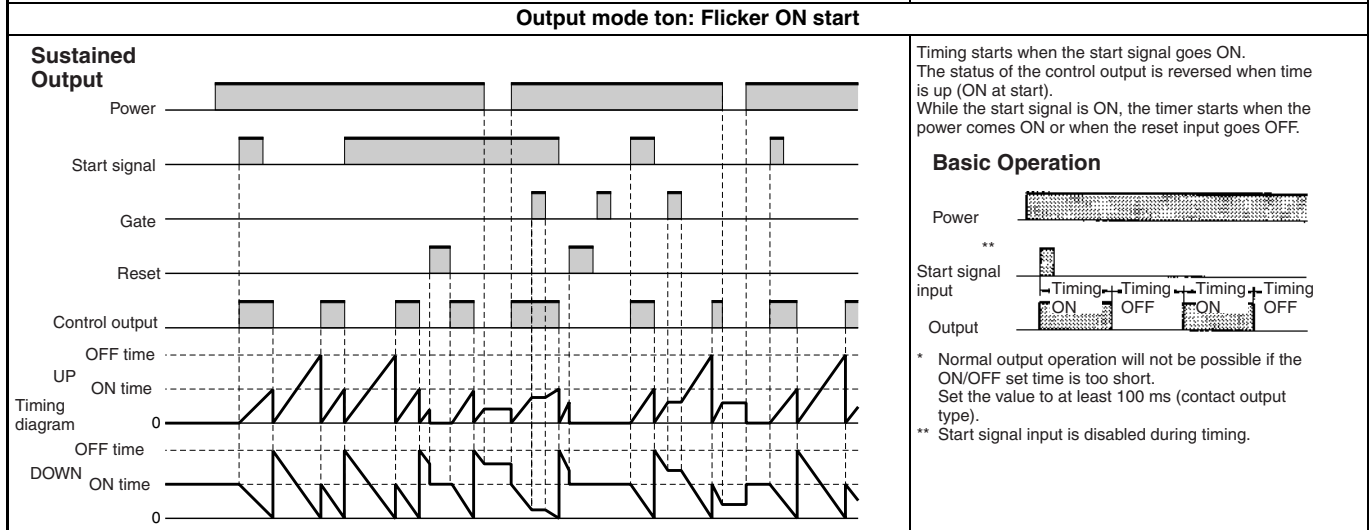 Output mode ton: Flicker ON start
Sustained
Output
Power
Start signal
Gate
Reset
Control output
OFF time
UP
ON time
Timing
diagram
0
OFF time
DOWN
ON time
0
Timing starts when the start signal goes ON.
The status of the control output is reversed when time
is up (ON at start).
While the start signal is ON, the timer starts when the
power comes ON or when the reset input goes OFF.
Basic Operation
Power
**
Start signal
input
Timing Timing Timing Timing
ON OFF ON OFF
Output
* Normal output operation will not be possible if the
ON/OFF set time is too short.
Set the value to at least 100 ms (contact output
type).
** Start signal input is disabled during timing.